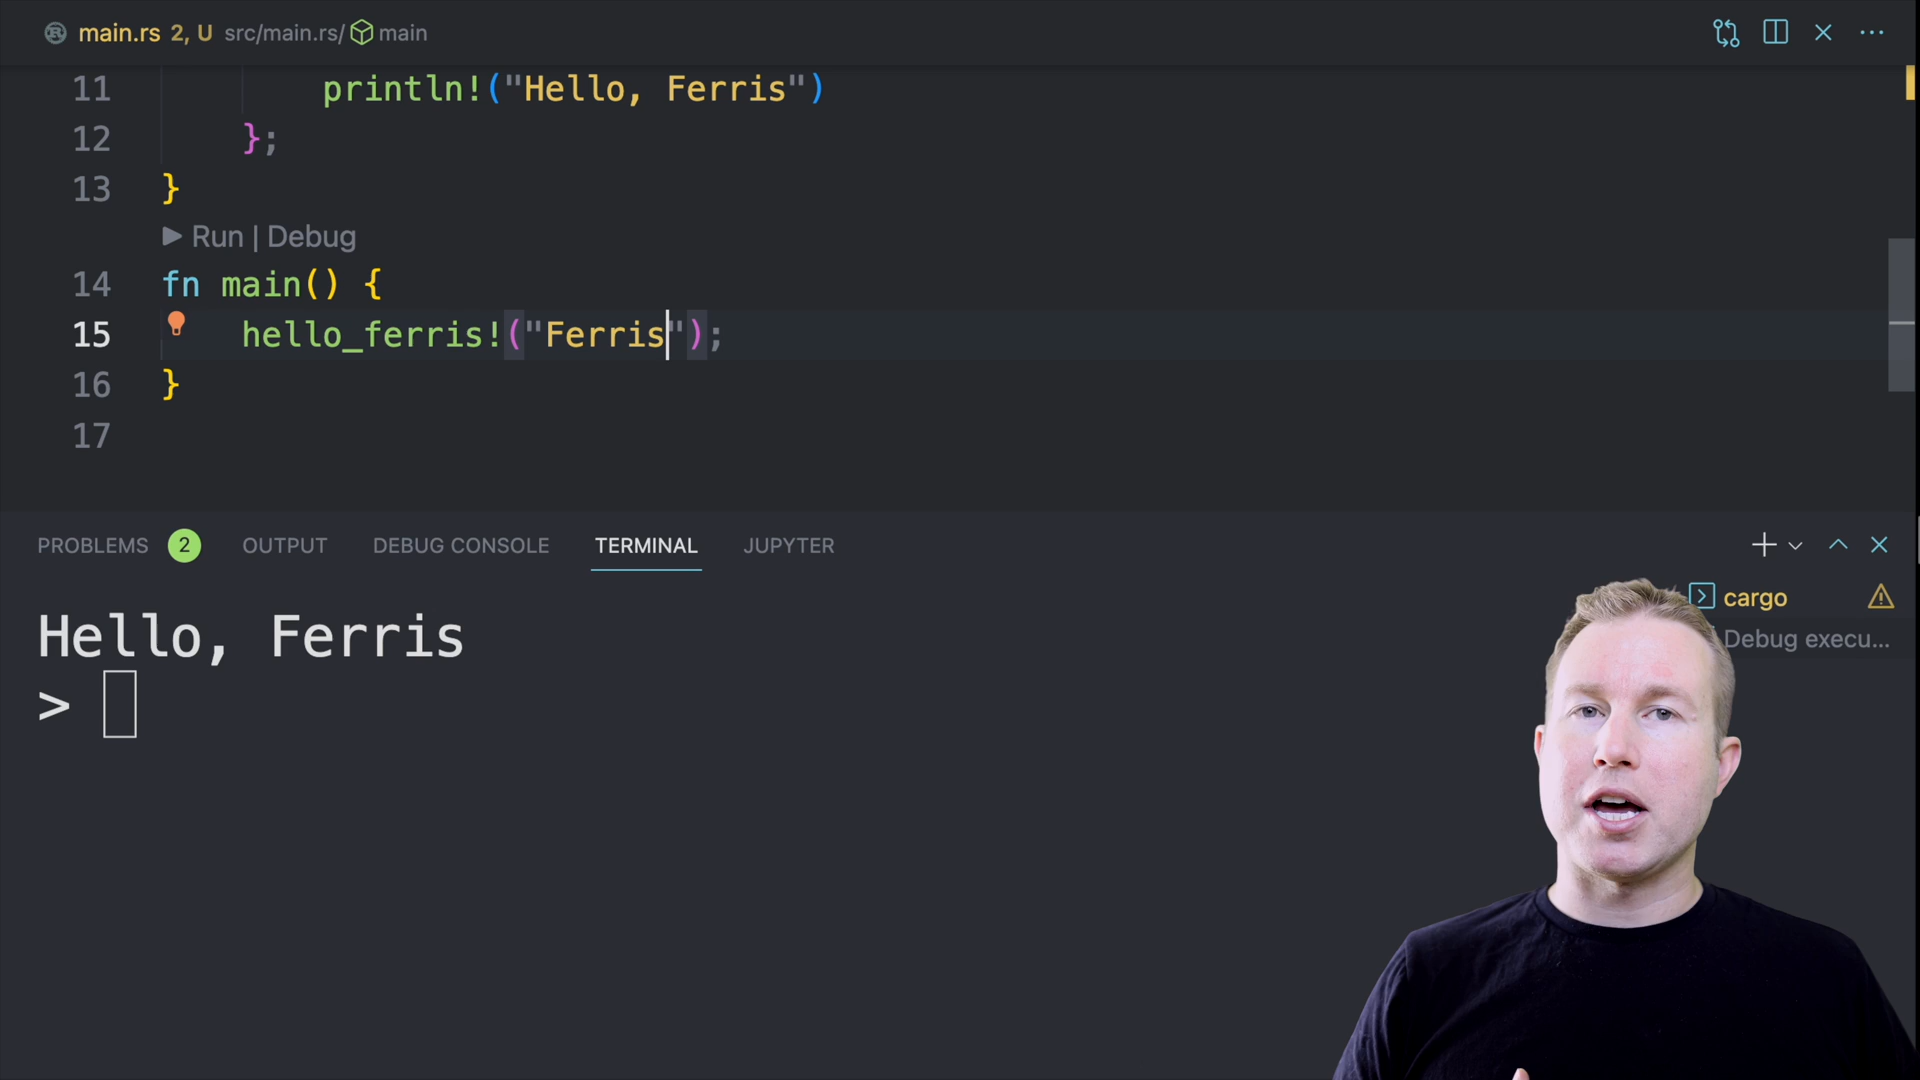 main.rs 2, U src/main.rs/ main
11 println!("Hello, Ferris")
12 };
13 }
Run | Debug
14 fn main() {
15 hello_ferris!("Ferris");
16 }
17
PROBLEMS 2 OUTPUT DEBUG CONSOLE TERMINAL JUPYTER
cargo
Debug execu...
Hello, Ferris
>